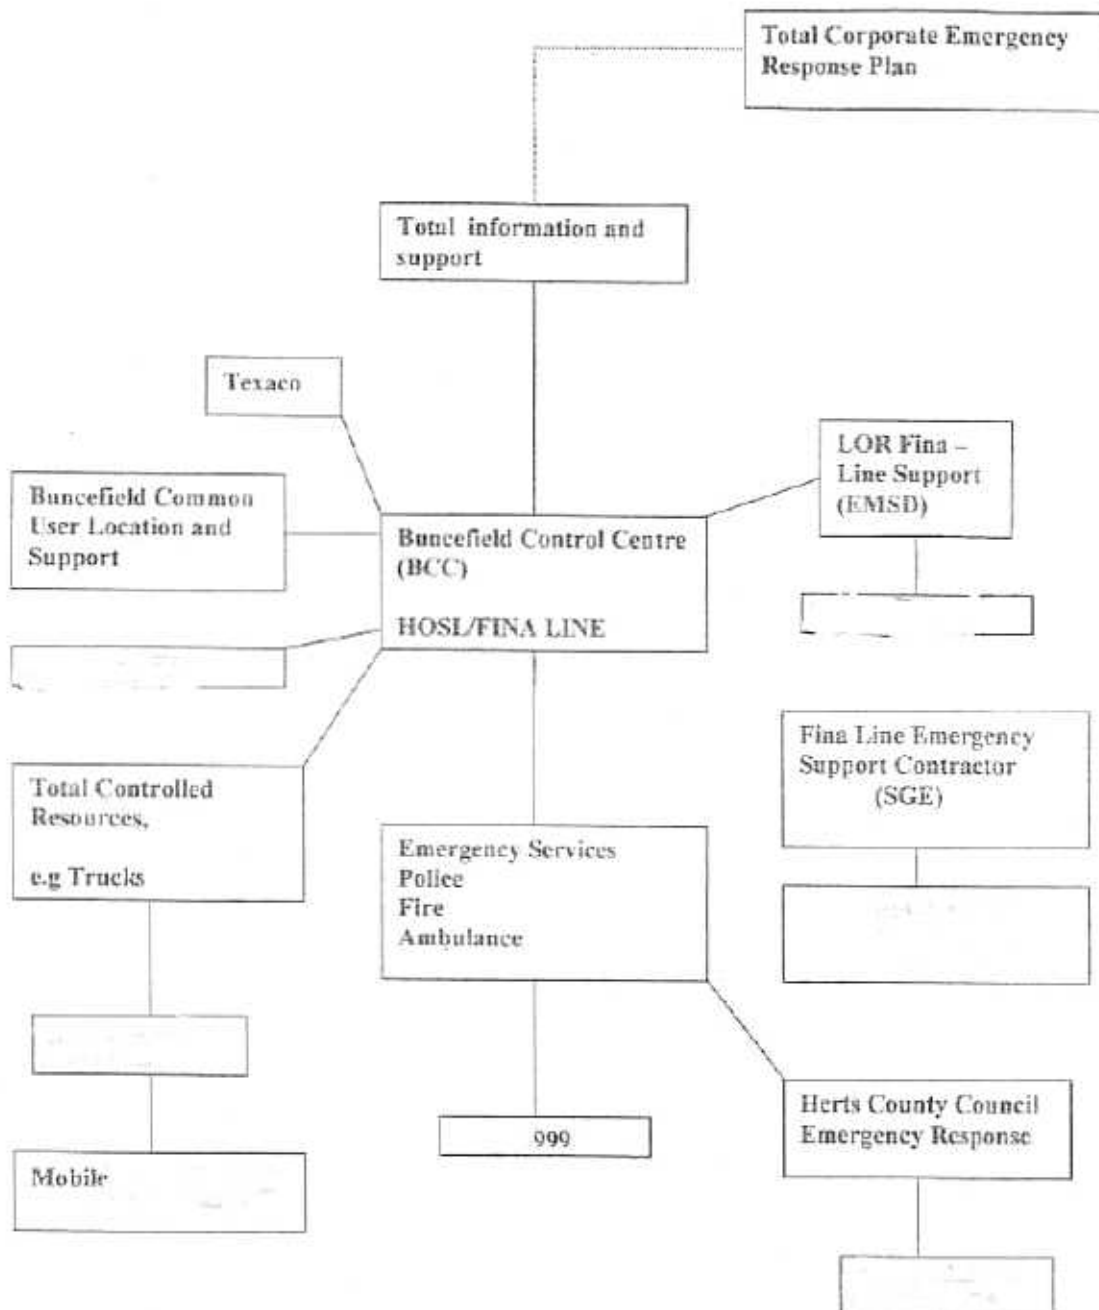 Total Corporate Emergency
Response Plan
Total information and
support
Texaco
LOR Fina –
Line Support
(EMSD)
Buncefield Common
User Location and
Support
Buncefield Control Centre
(BCC)
HOSL/FINA LINE
Fina Line Emergency
Support Contractor
(SGE)
Total Controlled
Resources,
e.g Trucks
Emergency Services
Police
Fire
Ambulance
Herts County Council
Emergency Response
999
Mobile